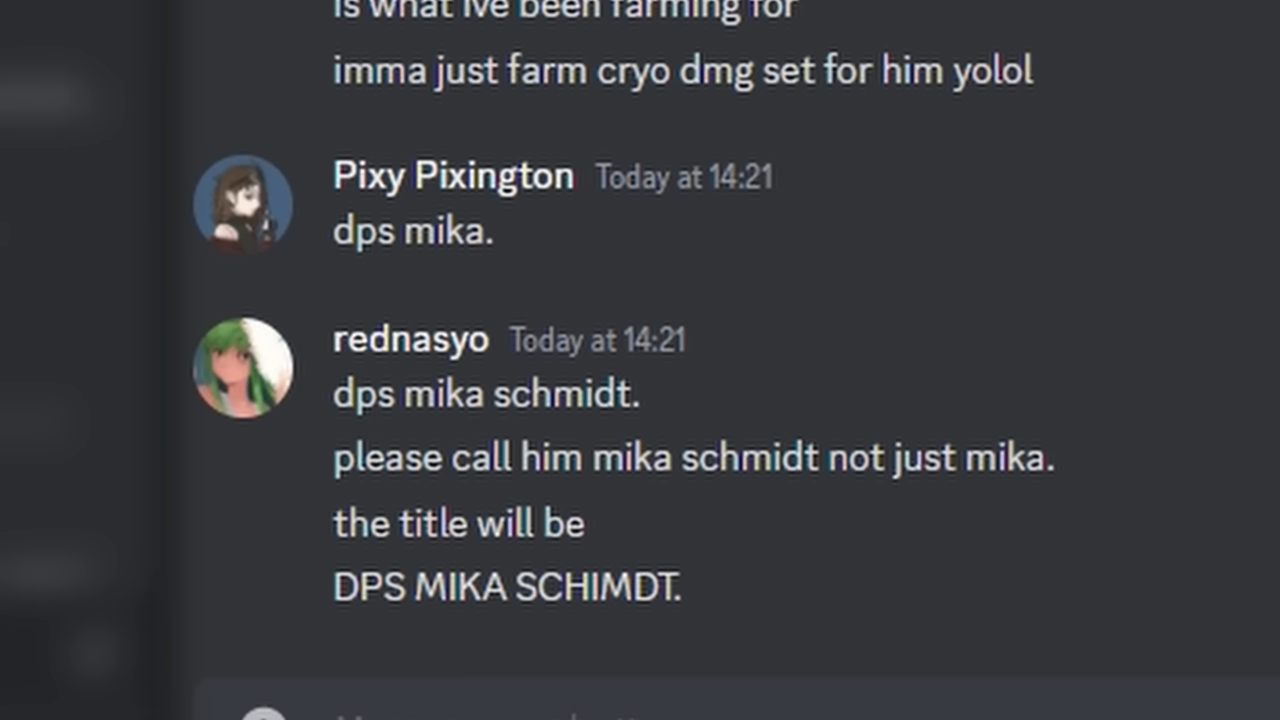 is what ive been farming for
imma just farm cryo dmg set for him yolol
Pixy Pixington Today at 14:21
dps mika.
rednasyo Today at 14:21
dps mika schmidt.
please call him mika schmidt not just mika.
the title will be
DPS MIKA SCHIMDT.